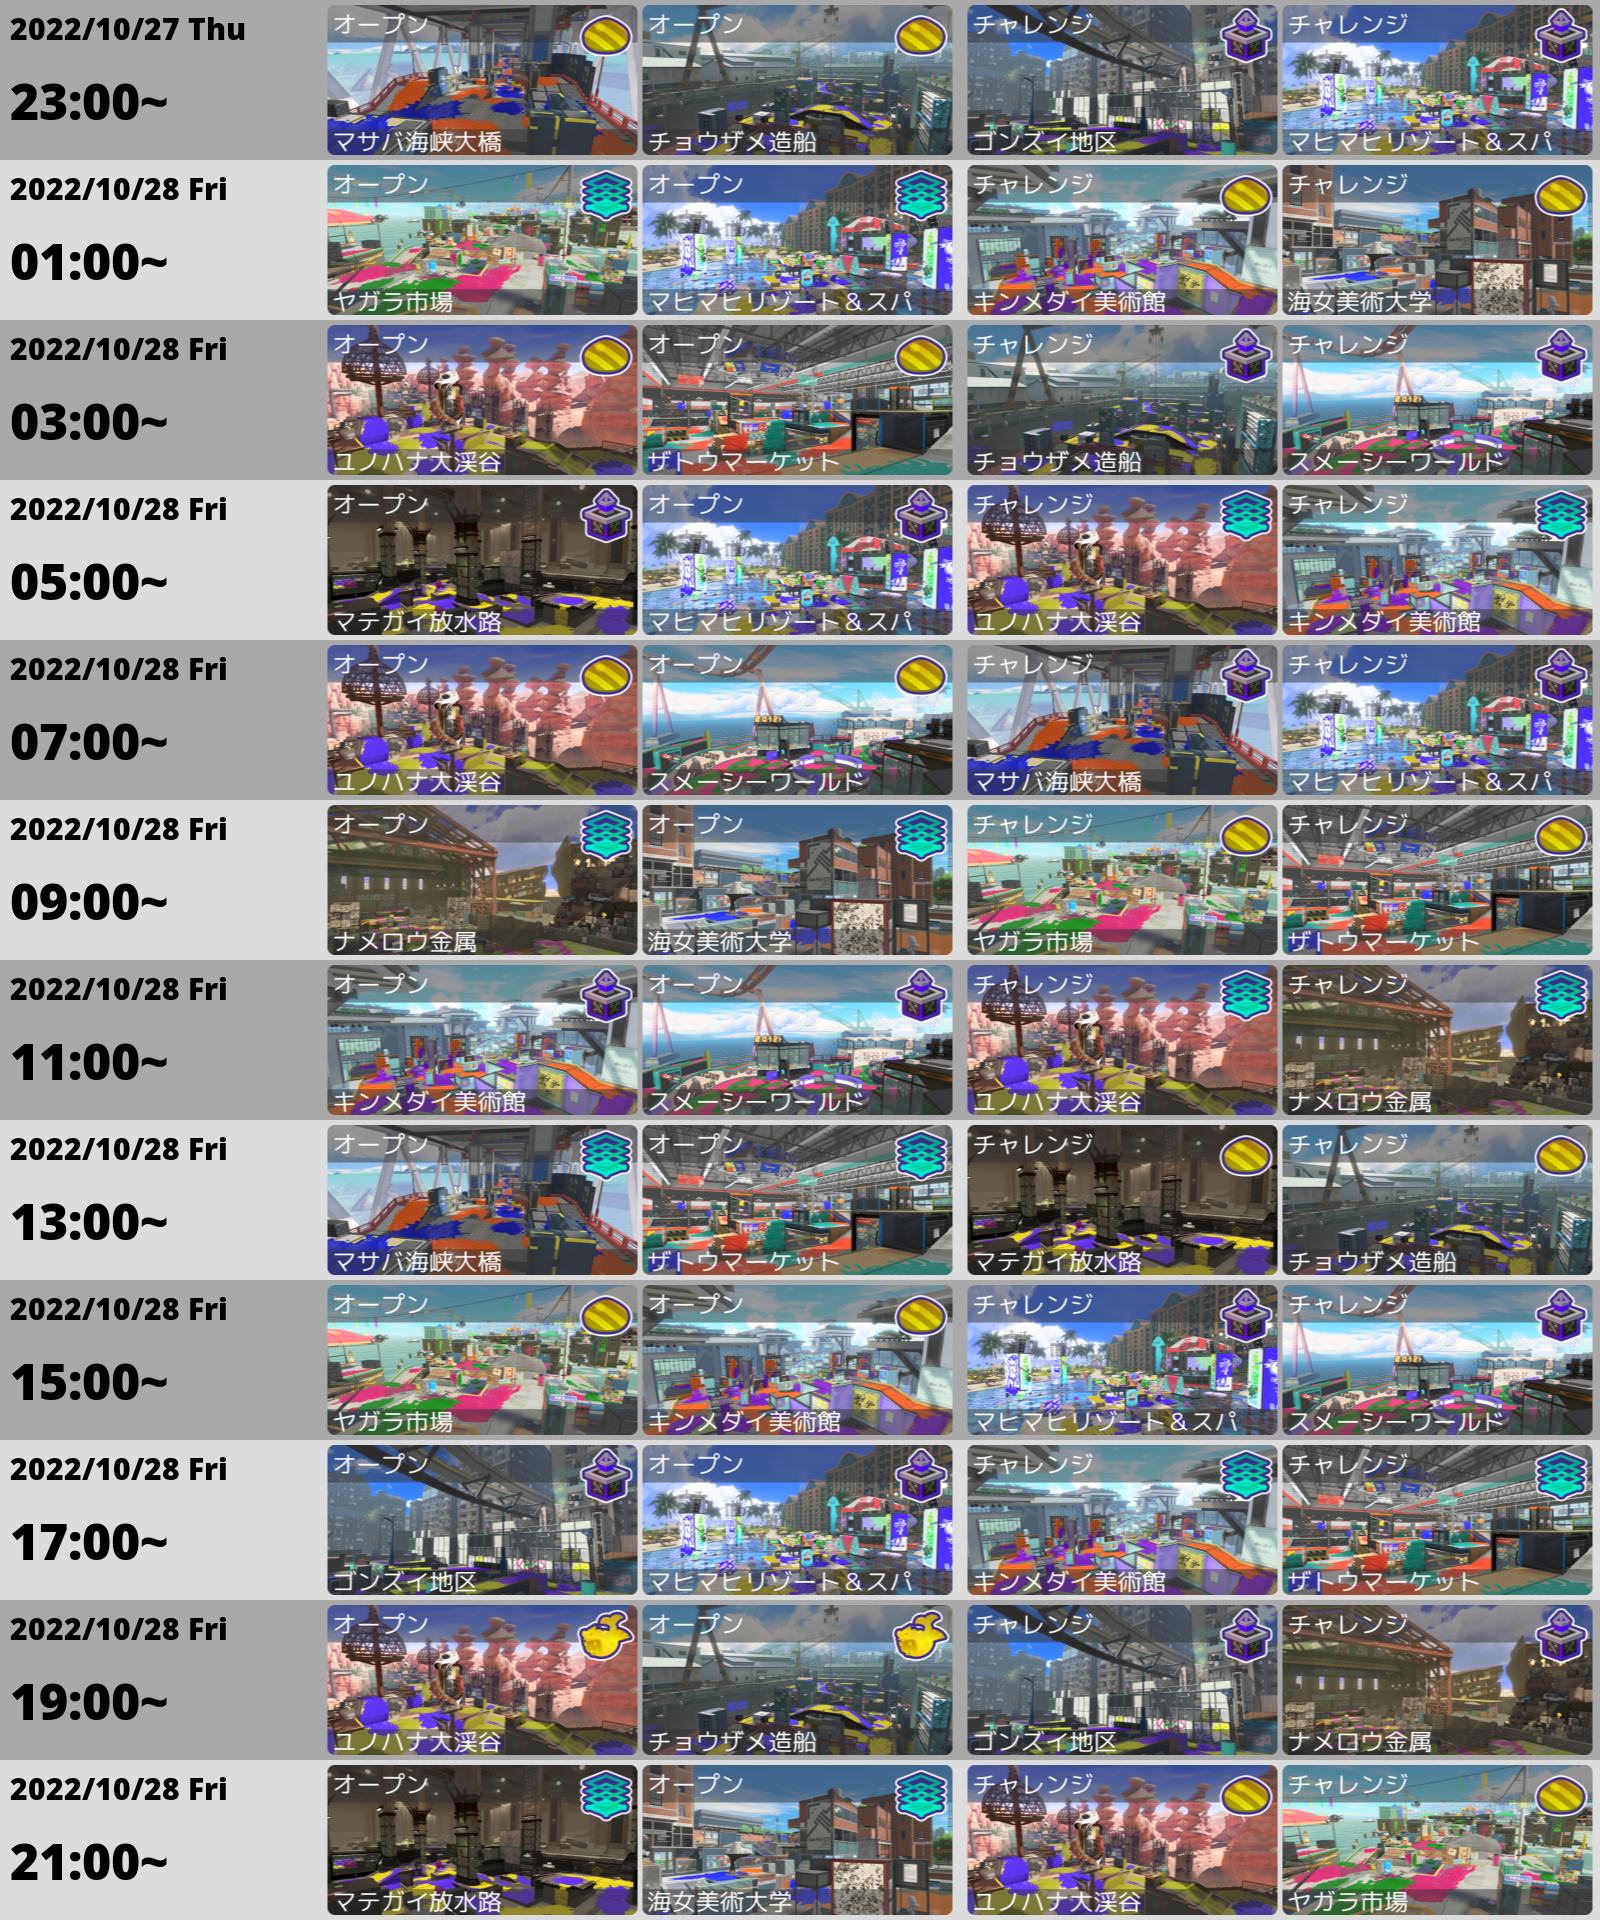 2022/10/27 Thu
23:00~
オープン オープン チャレンジ チャレンジ
マサバ海峡大橋 チョウザメ造船 ゴンズイ地区 マヒマヒリゾート&スパ
2022/10/28 Fri
01:00~
オープン オープン チャレンジ チャレンジ
ヤガラ市場 マヒマヒリゾート&スパ キンメダイ美術館 海女美術大学
2022/10/28 Fri
03:00~
オープン オープン チャレンジ チャレンジ
ユノハナ大渓谷 ザトウマーケット チョウザメ造船 スメーシーワールド
2022/10/28 Fri
05:00~
オープン オープン チャレンジ チャレンジ
マテガイ放水路 マヒマヒリゾート&スパ ユノハナ大渓谷 キンメダイ美術館
2022/10/28 Fri
07:00~
オープン オープン チャレンジ チャレンジ
ユノハナ大渓谷 スメーシーワールド マサバ海峡大橋 マヒマヒリゾート&スパ
2022/10/28 Fri
09:00~
オープン オープン チャレンジ チャレンジ
ナメロウ金属 海女美術大学 ヤガラ市場 ザトウマーケット
2022/10/28 Fri
11:00~
オープン オープン チャレンジ チャレンジ
キンメダイ美術館 スメーシーワールド ユノハナ大渓谷 ナメロウ金属
2022/10/28 Fri
13:00~
オープン オープン チャレンジ チャレンジ
マサバ海峡大橋 ザトウマーケット マテガイ放水路 チョウザメ造船
2022/10/28 Fri
15:00~
オープン オープン チャレンジ チャレンジ
ヤガラ市場 キンメダイ美術館 マヒマヒリゾート&スパ スメーシーワールド
2022/10/28 Fri
17:00~
オープン オープン チャレンジ チャレンジ
ゴンズイ地区 マヒマヒリゾート&スパ キンメダイ美術館 ザトウマーケット
2022/10/28 Fri
19:00~
オープン オープン チャレンジ チャレンジ
ユノハナ大渓谷 チョウザメ造船 ゴンズイ地区 ナメロウ金属
2022/10/28 Fri
21:00~
オープン オープン チャレンジ チャレンジ
マテガイ放水路 海女美術大学 ユノハナ大渓谷 ヤガラ市場